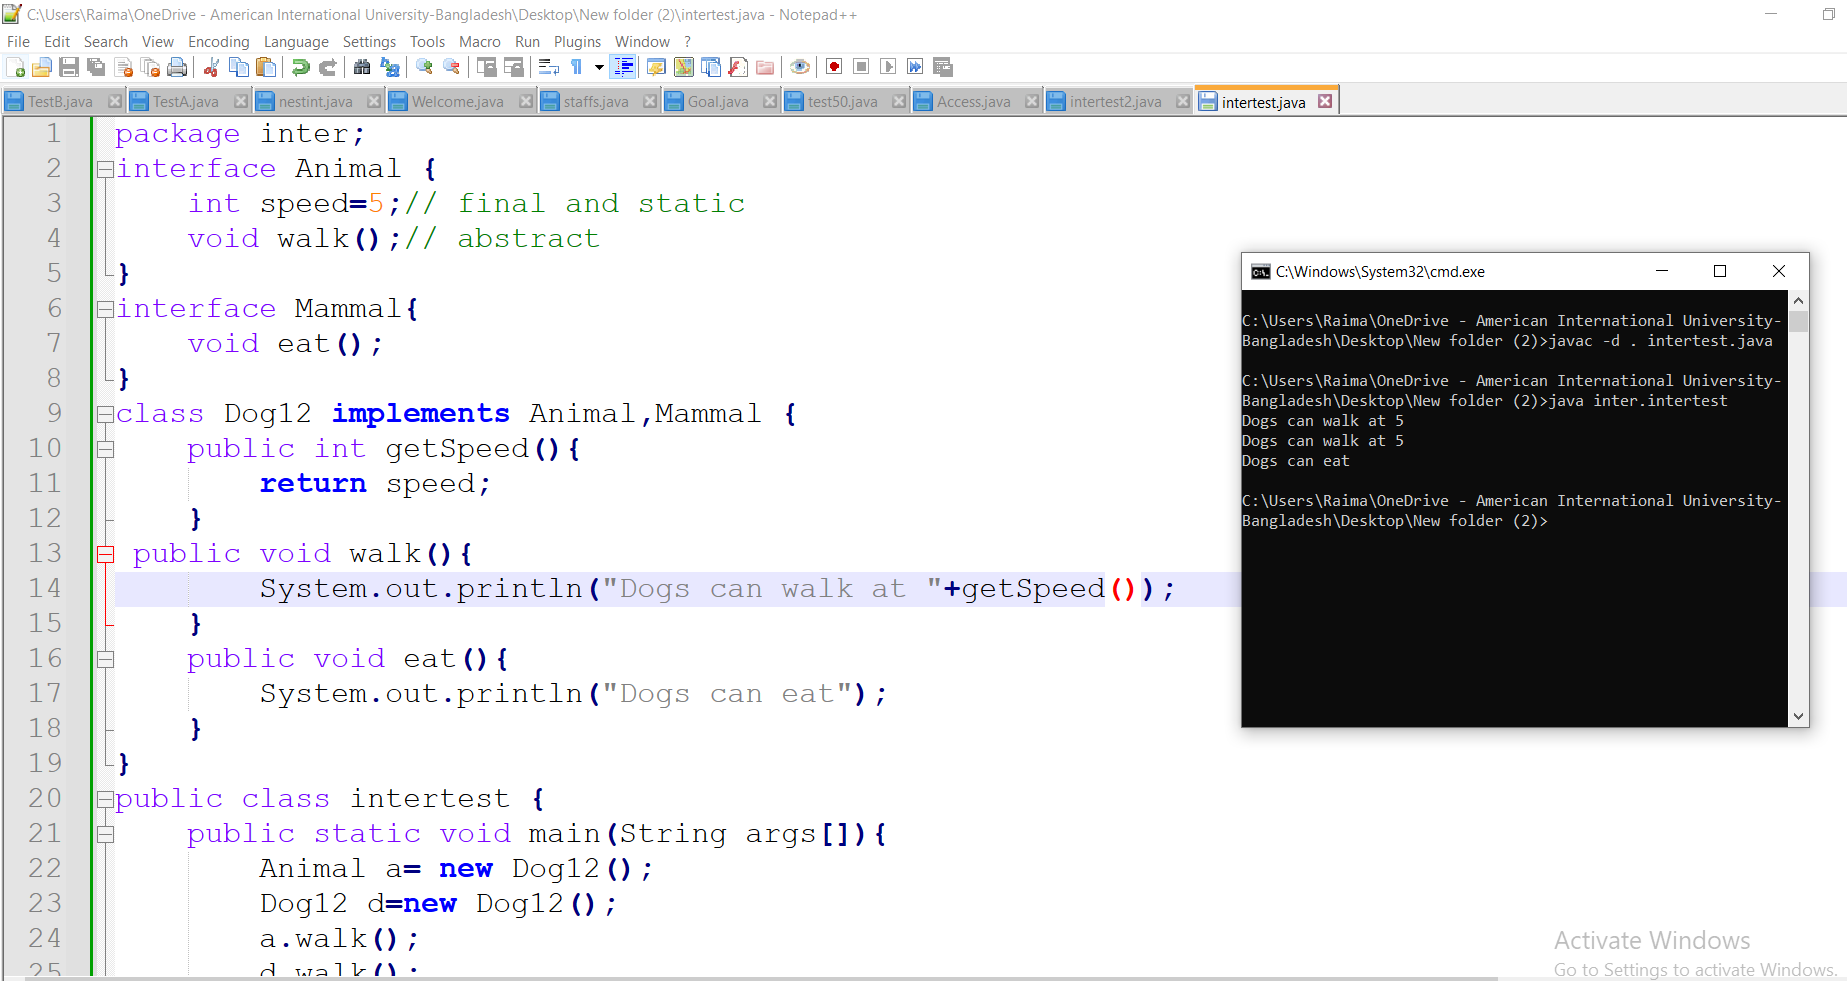 C:\Users\Raima\OneDrive - American International University-Bangladesh\Desktop\New folder (2)\intertest.java - Notepad++
File Edit Search View Encoding Language Settings Tools Macro Run Plugins Window ?
TestB.java TestA.java nestint.java Welcome.java staffs.java Goal.java test50.java Access.java intertest2.java intertest.java
1 package inter;
2 interface Animal {
3 int speed=5;// final and static
4 void walk();// abstract
5 }
6 interface Mammal{
7 void eat();
8 }
9 class Dog12 implements Animal,Mammal {
10 public int getSpeed(){
11 return speed;
12 }
13 public void walk(){
14 System.out.println("Dogs can walk at "+getSpeed());
15 }
16 public void eat(){
17 System.out.println("Dogs can eat");
18 }
19 }
20 public class intertest {
21 public static void main(String args[]){
22 Animal a= new Dog12();
23 Dog12 d=new Dog12();
24 a.walk();
25 d.walk();
C:\Windows\System32\cmd.exe
C:\Users\Raima\OneDrive - American International University-
Bangladesh\Desktop\New folder (2)>javac -d . intertest.java
C:\Users\Raima\OneDrive - American International University-
Bangladesh\Desktop\New folder (2)>java inter.intertest
Dogs can walk at 5
Dogs can walk at 5
Dogs can eat
C:\Users\Raima\OneDrive - American International University-
Bangladesh\Desktop\New folder (2)>
Activate Windows
Go to Settings to activate Windows.